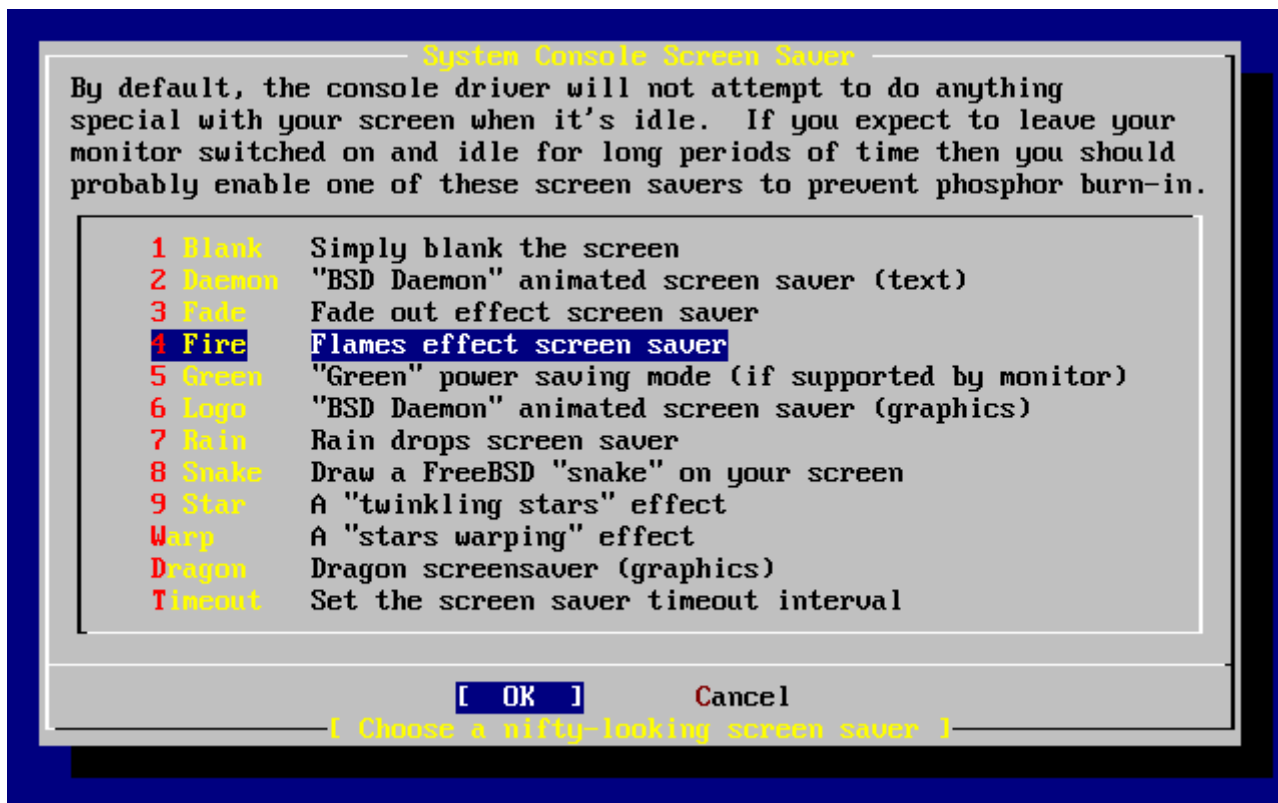 System Console Screen Saver
By default, the console driver will not attempt to do anything
special with your screen when it's idle.  If you expect to leave your
monitor switched on and idle for long periods of time then you should
probably enable one of these screen savers to prevent phosphor burn-in.
1 Blank   Simply blank the screen
2 Daemon  "BSD Daemon" animated screen saver (text)
3 Fade    Fade out effect screen saver
4 Fire    Flames effect screen saver
5 Green   "Green" power saving mode (if supported by monitor)
6 Logo    "BSD Daemon" animated screen saver (graphics)
7 Rain    Rain drops screen saver
8 Snake   Draw a FreeBSD "snake" on your screen
9 Star    A "twinkling stars" effect
Warp      A "stars warping" effect
Dragon    Dragon screensaver (graphics)
Timeout   Set the screen saver timeout interval
[  OK  ]       Cancel
[ Choose a nifty-looking screen saver ]